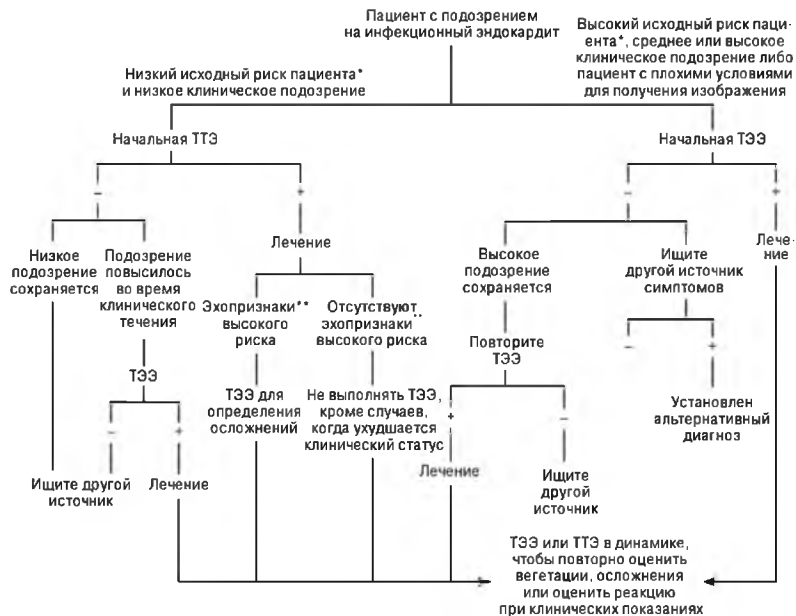 Пациент с подозрением
на инфекционный эндокардит
Высокий исходный риск паци-
ента*, среднее или высокое
клиническое подозрение либо
пациент с плохими условиями
для получения изображения
Низкий исходный риск пациента*
и низкое клиническое подозрение
Начальная ТТЭ
Начальная ТЭЭ
–
+
–
+
Низкое
подозрение
сохраняется
Подозрение
повысилось
во время
клинического
течения
Лечение
Высокое
подозрение
сохраняется
Ищите
другой источник
симптомов
Лече-
ние
Эхопризнаки**
высокого
риска
Отсутствуют
эхопризнаки**
высокого риска
–
+
ТЭЭ
Повторите
ТЭЭ
–
+
ТЭЭ для
определения
осложнений
Не выполнять ТЭЭ,
кроме случаев,
когда ухудшается
клинический статус
+
–
Установлен
альтернативный
диагноз
Ищите другой
источник
Лечение
Лечение
Ищите
другой
источник
ТЭЭ или ТТЭ в динамике,
чтобы повторно оценить
вегетации, осложнения
или оценить реакцию
при клинических показаниях